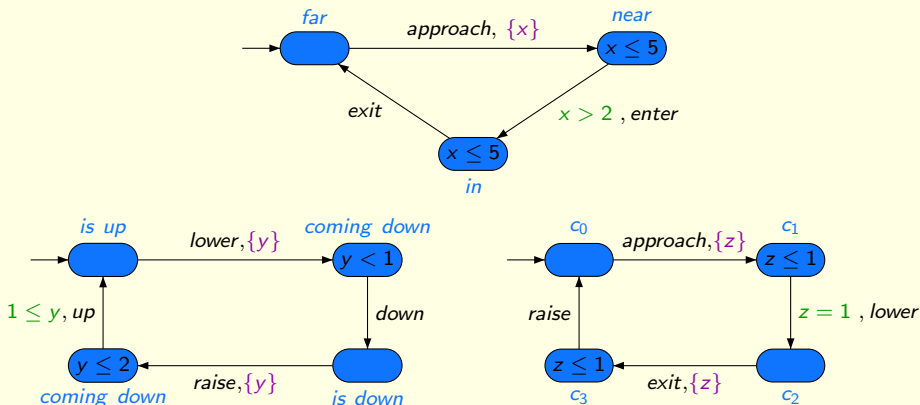 far
near
approach, {x}
x ≤ 5
exit
x > 2 , enter
x ≤ 5
in
is up
coming down
lower,{y}
y < 1
1 ≤ y, up
down
y ≤ 2
raise,{y}
coming down
is down
c₀
c₁
approach,{z}
z ≤ 1
raise
z = 1 , lower
z ≤ 1
exit,{z}
c₃
c₂